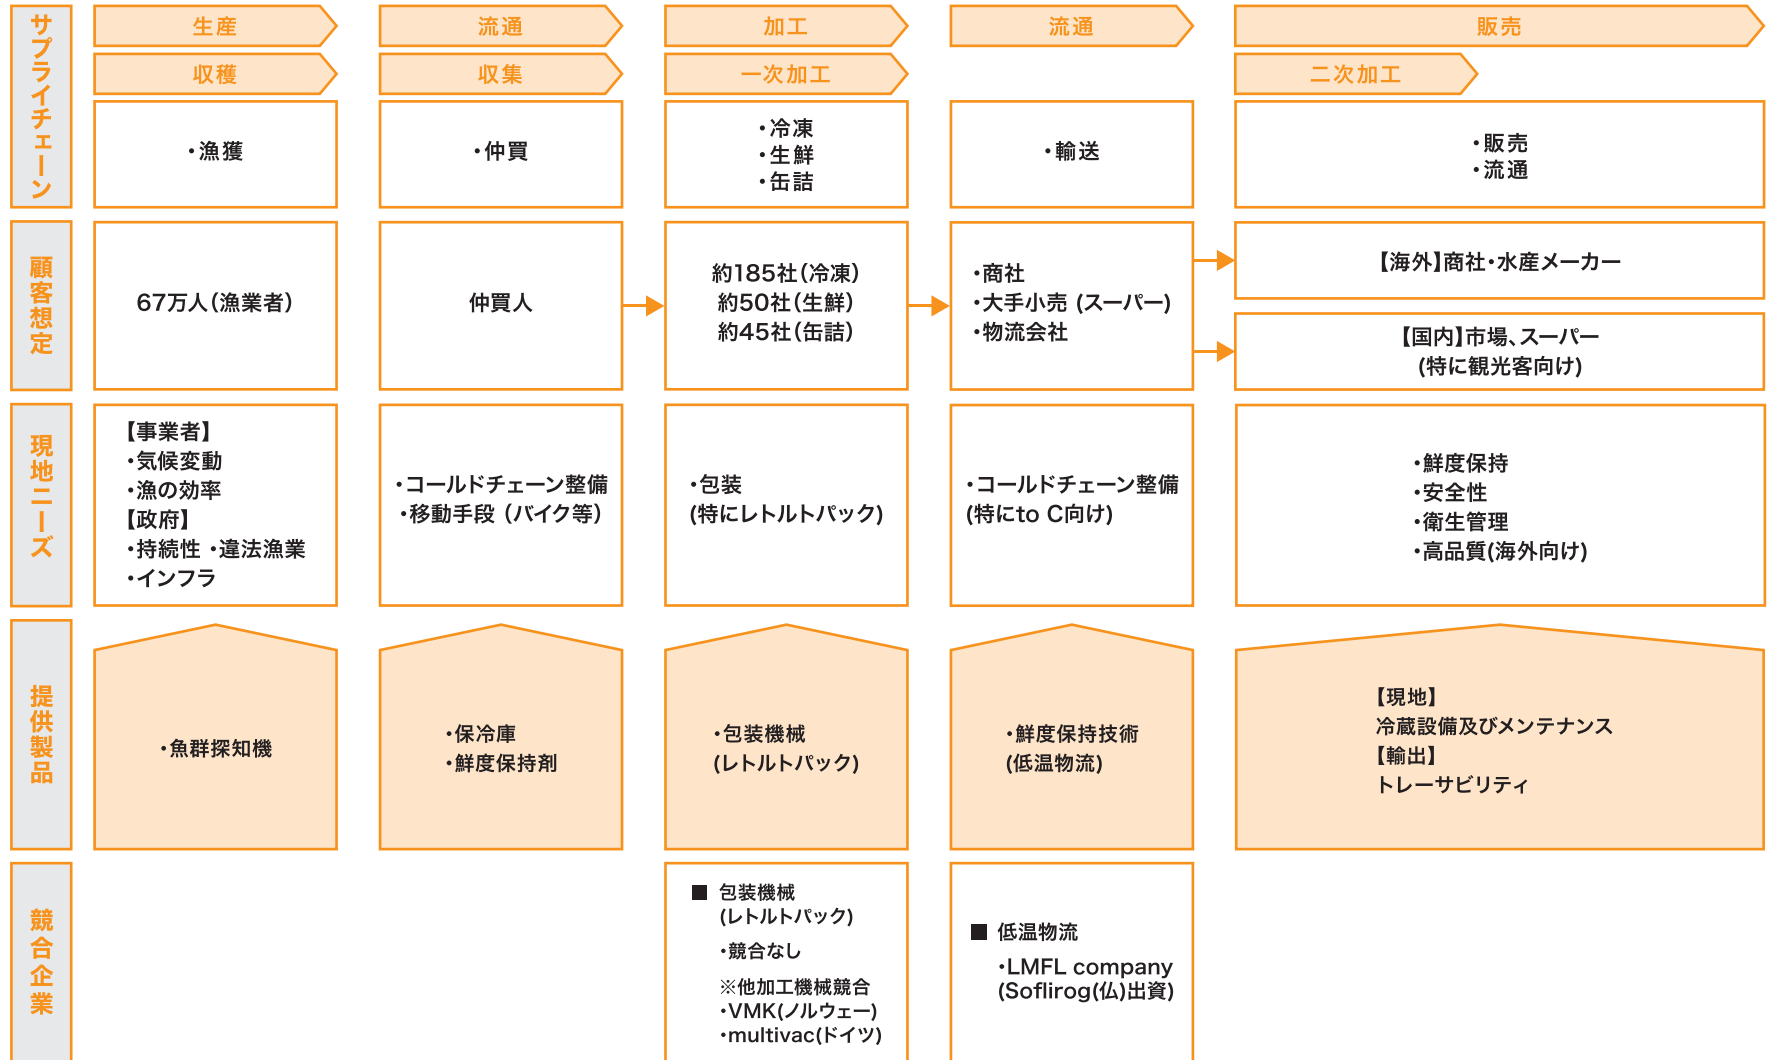 サプライチェーン
生産
流通
加工
流通
販売
収穫
収集
一次加工
二次加工
・漁獲
・仲買
・冷凍
・生鮮
・缶詰
・輸送
・販売
・流通
顧客想定
67万人（漁業者）
仲買人
約185社（冷凍）
約50社（生鮮）
約45社（缶詰）
・商社
・大手小売 (スーパー)
・物流会社
【海外】商社・水産メーカー
【国内】市場、スーパー
(特に観光客向け)
現地ニーズ
【事業者】
・気候変動
・漁の効率
【政府】
・持続性 ・違法漁業
・インフラ
・コールドチェーン整備
・移動手段（バイク等）
・包装
(特にレトルトパック)
・コールドチェーン整備
(特にto C向け)
・鮮度保持
・安全性
・衛生管理
・高品質(海外向け)
提供製品
・魚群探知機
・保冷庫
・鮮度保持剤
・包装機械
(レトルトパック)
・鮮度保持技術
(低温物流)
【現地】
冷蔵設備及びメンテナンス
【輸出】
トレーサビリティ
競合企業
■ 包装機械
(レトルトパック)
・競合なし
※他加工機械競合
・VMK(ノルウェー)
・multivac(ドイツ)
■ 低温物流
・LMFL company
(Soflirog(仏)出資)